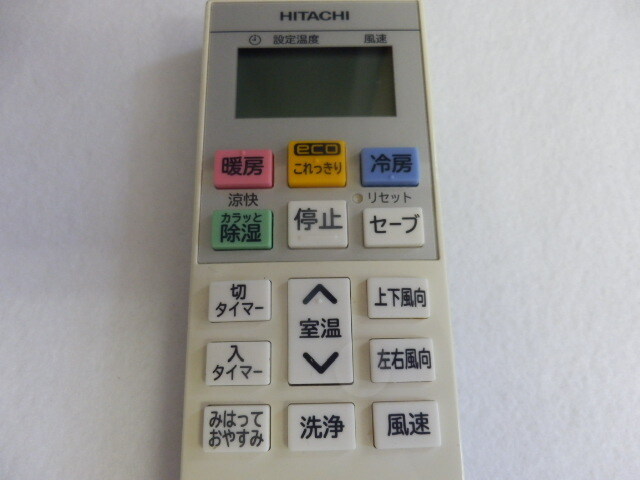 HITACHI
設定温度 風速
eco
暖房 これっきり 冷房
涼快 リセット
カラッと
除湿 停止 セーブ
切
タイマー 上下風向
室温
入
タイマー 左右風向
みはって
おやすみ 洗浄 風速